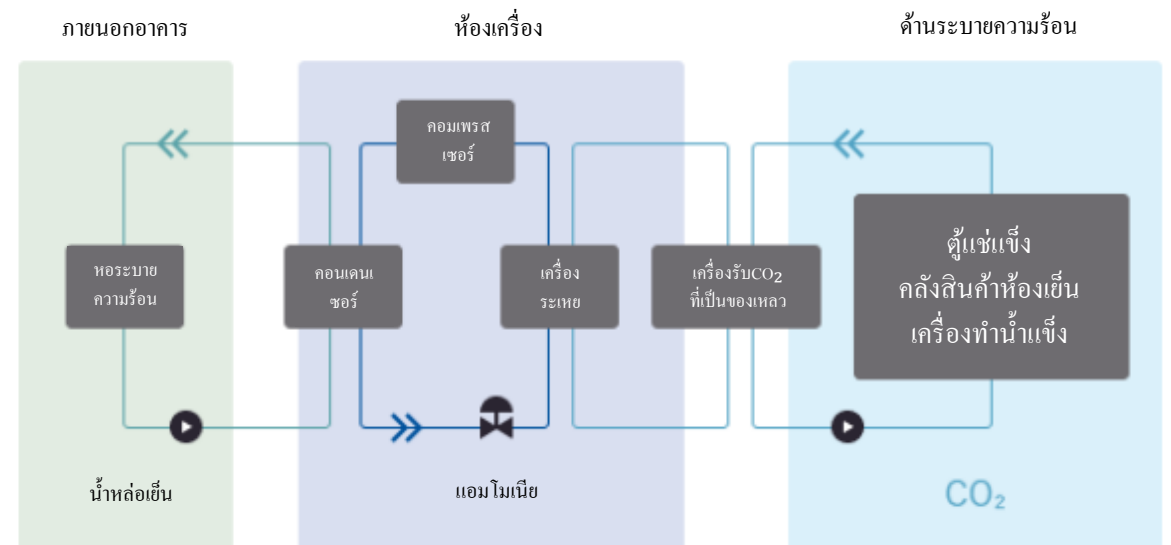 ภายนอกอาคาร
ห้องเครื่อง
ด้านระบายความร้อน
คอมเพรส
เซอร์
หอระบาย
ความร้อน
คอนเดนเ
ซอร์
เครื่อง
ระเหย
เครื่องรับCO₂
ที่เป็นของเหลว
ตู้แช่แข็ง
คลังสินค้าห้องเย็น
เครื่องทำน้ำแข็ง
น้ำหล่อเย็น
แอมโมเนีย
CO₂